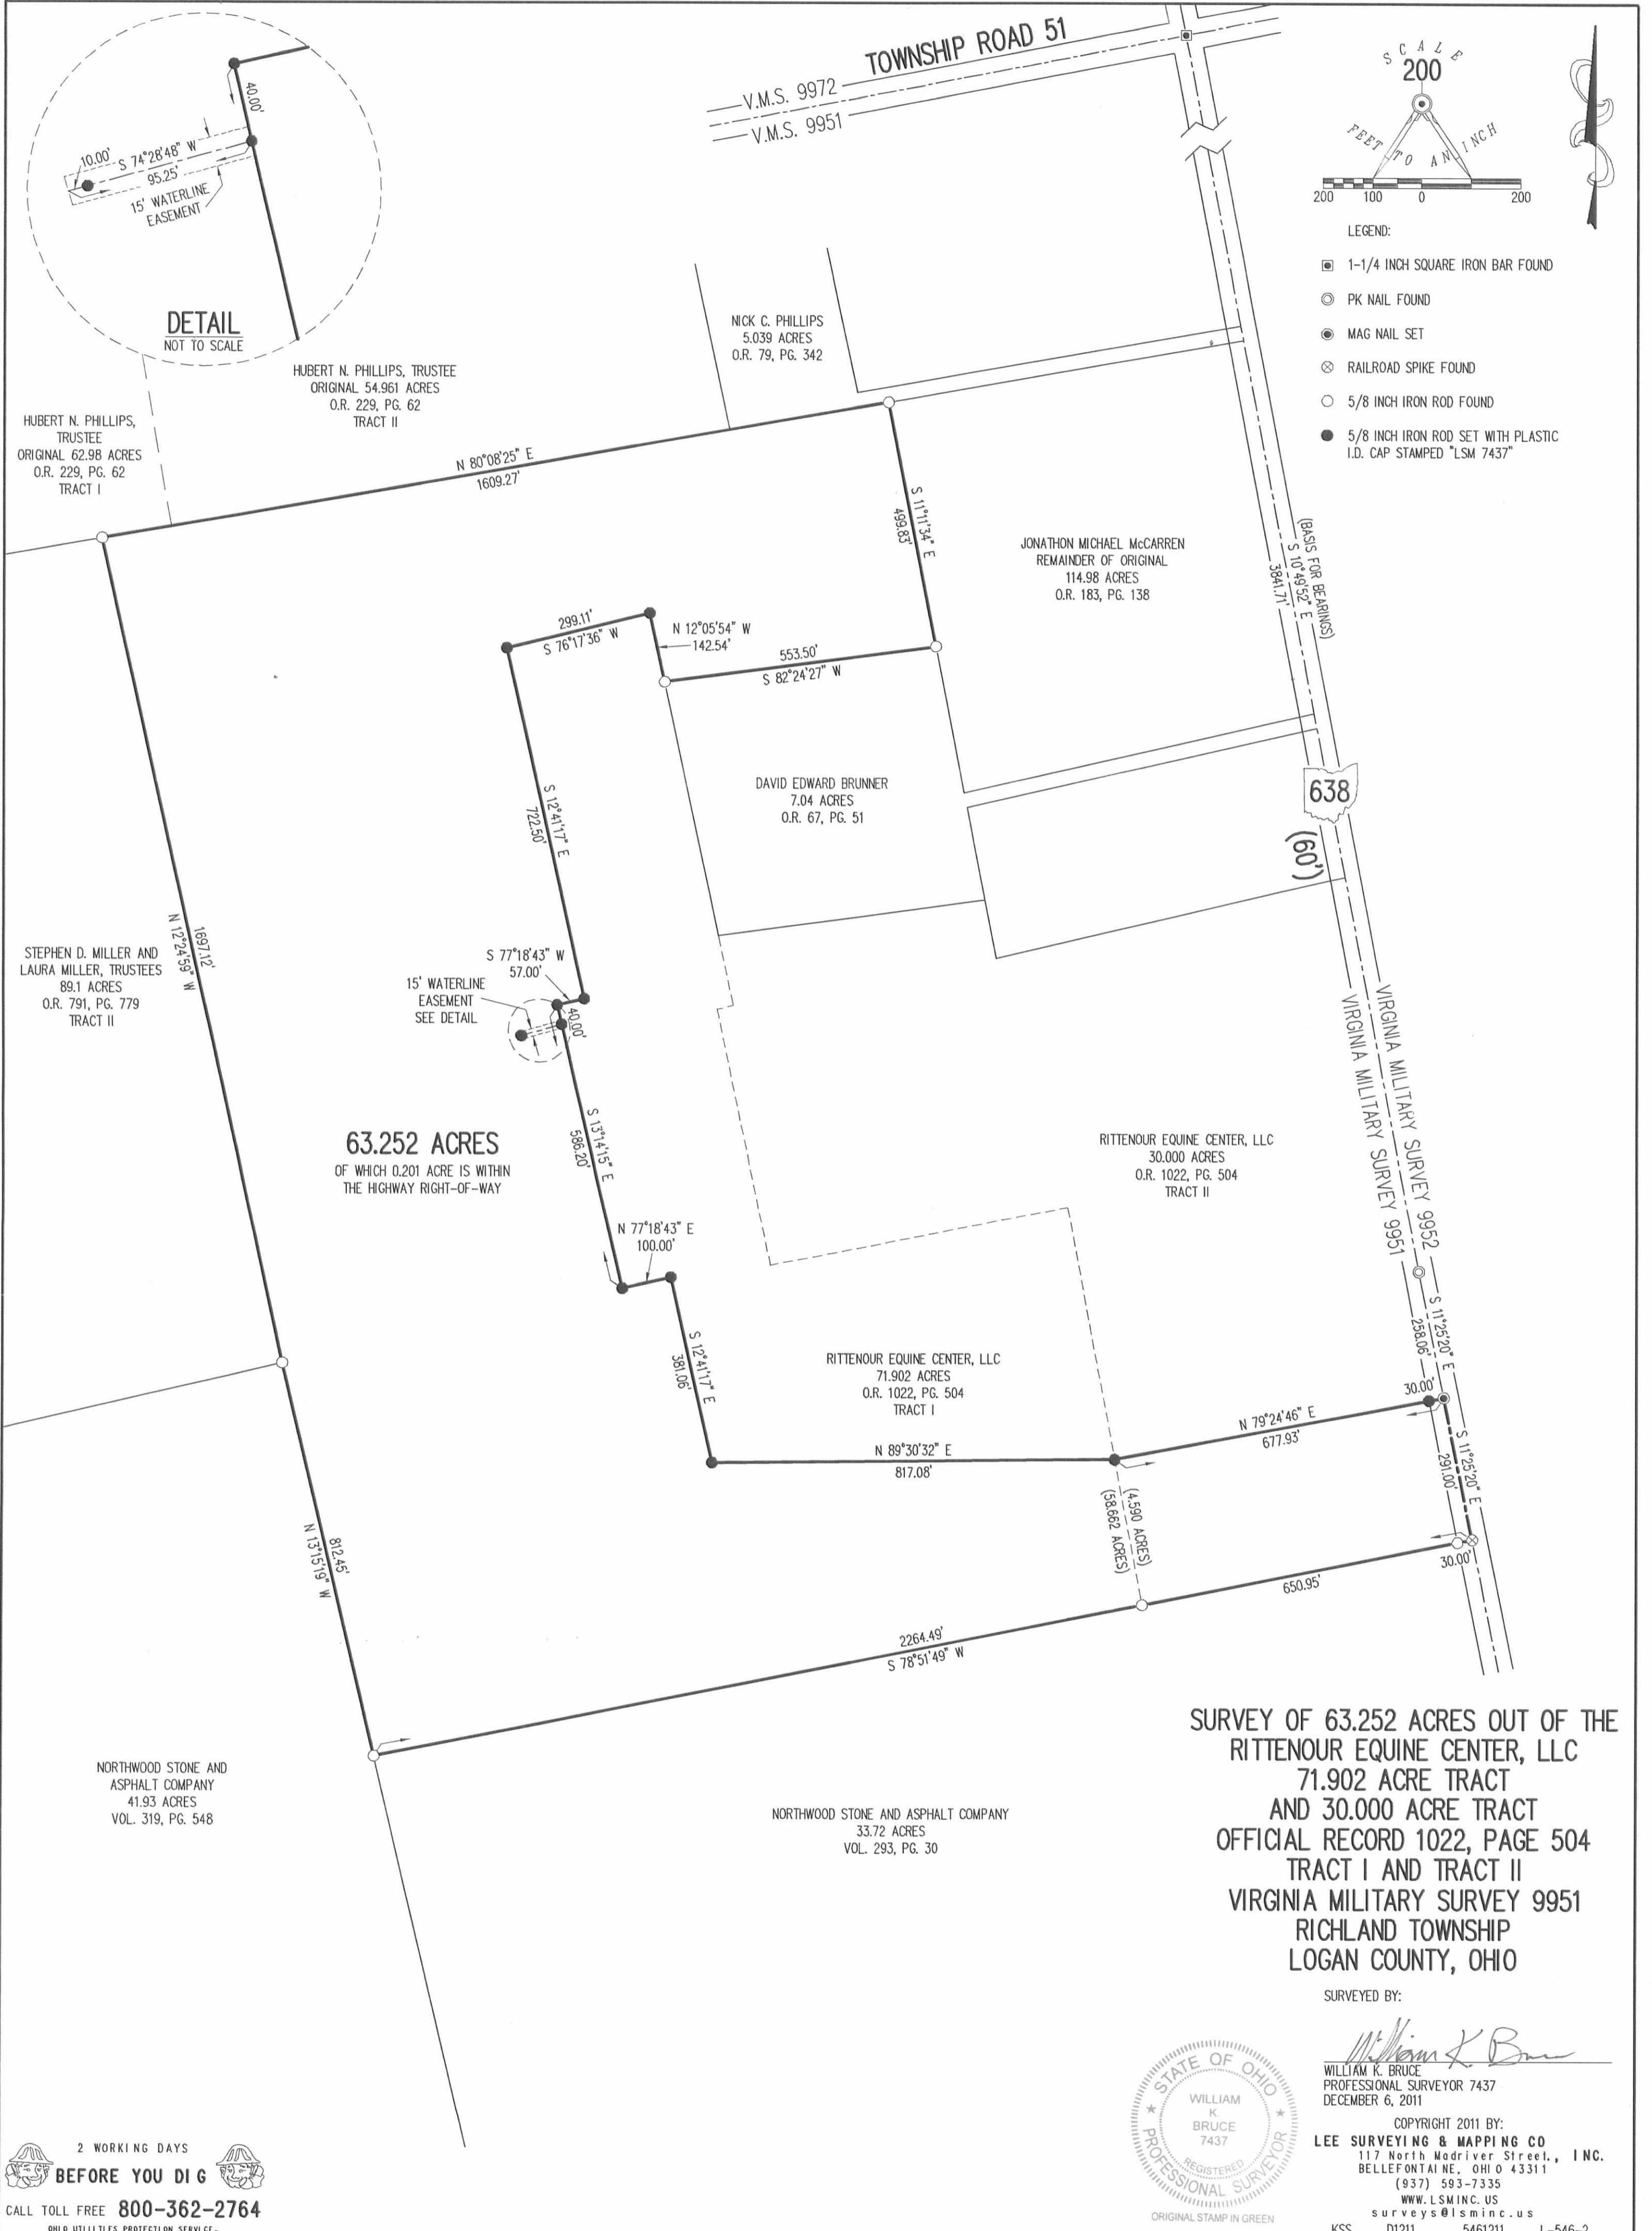 TOWNSHIP ROAD 51
V.M.S. 9972
V.M.S. 9951
SCALE
200
FEET TO AN INCH
200 100 0 200
LEGEND:
1-1/4 INCH SQUARE IRON BAR FOUND
PK NAIL FOUND
MAG NAIL SET
RAILROAD SPIKE FOUND
5/8 INCH IRON ROD FOUND
5/8 INCH IRON ROD SET WITH PLASTIC
I.D. CAP STAMPED "LSM 7437"
40.00'
10.00'
S 74°28'48" W
95.25'
15' WATERLINE
EASEMENT
DETAIL
NOT TO SCALE
HUBERT N. PHILLIPS, TRUSTEE
ORIGINAL 54.961 ACRES
O.R. 229, PG. 62
TRACT II
HUBERT N. PHILLIPS,
TRUSTEE
ORIGINAL 62.98 ACRES
O.R. 229, PG. 62
TRACT I
NICK C. PHILLIPS
5.039 ACRES
O.R. 79, PG. 342
N 80°08'25" E
1609.27'
S 11°11'34" E
499.83'
JONATHON MICHAEL McCARREN
REMAINDER OF ORIGINAL
114.98 ACRES
O.R. 183, PG. 138
(BASIS FOR BEARINGS)
S 10°49'52" E
3841.71'
299.11'
S 76°17'36" W
N 12°05'54" W
142.54'
553.50'
S 82°24'27" W
DAVID EDWARD BRUNNER
7.04 ACRES
O.R. 67, PG. 51
638
(60')
S 12°41'17" E
722.50'
N 12°24'59" W
1697.12'
STEPHEN D. MILLER AND
LAURA MILLER, TRUSTEES
89.1 ACRES
O.R. 791, PG. 779
TRACT II
S 77°18'43" W
57.00'
15' WATERLINE
EASEMENT
SEE DETAIL
40.00'
VIRGINIA MILITARY SURVEY 9952
VIRGINIA MILITARY SURVEY 9951
63.252 ACRES
OF WHICH 0.201 ACRE IS WITHIN
THE HIGHWAY RIGHT-OF-WAY
S 13°14'15" E
586.20'
RITTENOUR EQUINE CENTER, LLC
30.000 ACRES
O.R. 1022, PG. 504
TRACT II
N 77°18'43" E
100.00'
S 12°41'17" E
381.06'
RITTENOUR EQUINE CENTER, LLC
71.902 ACRES
O.R. 1022, PG. 504
TRACT I
S 11°25'20" E
258.06'
30.00'
N 79°24'46" E
677.93'
N 89°30'32" E
817.08'
S 11°25'20" E
291.00'
(4.590 ACRES)
(58.662 ACRES)
30.00'
650.95'
812.45'
N 13°15'19" W
2264.49'
S 78°51'49" W
NORTHWOOD STONE AND
ASPHALT COMPANY
41.93 ACRES
VOL. 319, PG. 548
NORTHWOOD STONE AND ASPHALT COMPANY
33.72 ACRES
VOL. 293, PG. 30
SURVEY OF 63.252 ACRES OUT OF THE
RITTENOUR EQUINE CENTER, LLC
71.902 ACRE TRACT
AND 30.000 ACRE TRACT
OFFICIAL RECORD 1022, PAGE 504
TRACT I AND TRACT II
VIRGINIA MILITARY SURVEY 9951
RICHLAND TOWNSHIP
LOGAN COUNTY, OHIO
SURVEYED BY:
William K. Bruce
WILLIAM K. BRUCE
PROFESSIONAL SURVEYOR 7437
DECEMBER 6, 2011
COPYRIGHT 2011 BY:
LEE SURVEYING & MAPPING CO., INC.
117 North Madriver Street
BELLEFONTAINE, OHIO 43311
(937) 593-7335
WWW.LSMINC.US
surveys@lsminc.us
KSS D1211 5461211 L-546-2
STATE OF OHIO
WILLIAM
K.
BRUCE
7437
REGISTERED
PROFESSIONAL SURVEYOR
ORIGINAL STAMP IN GREEN
2 WORKING DAYS
BEFORE YOU DIG
CALL TOLL FREE 800-362-2764
OHIO UTILITIES PROTECTION SERVICE